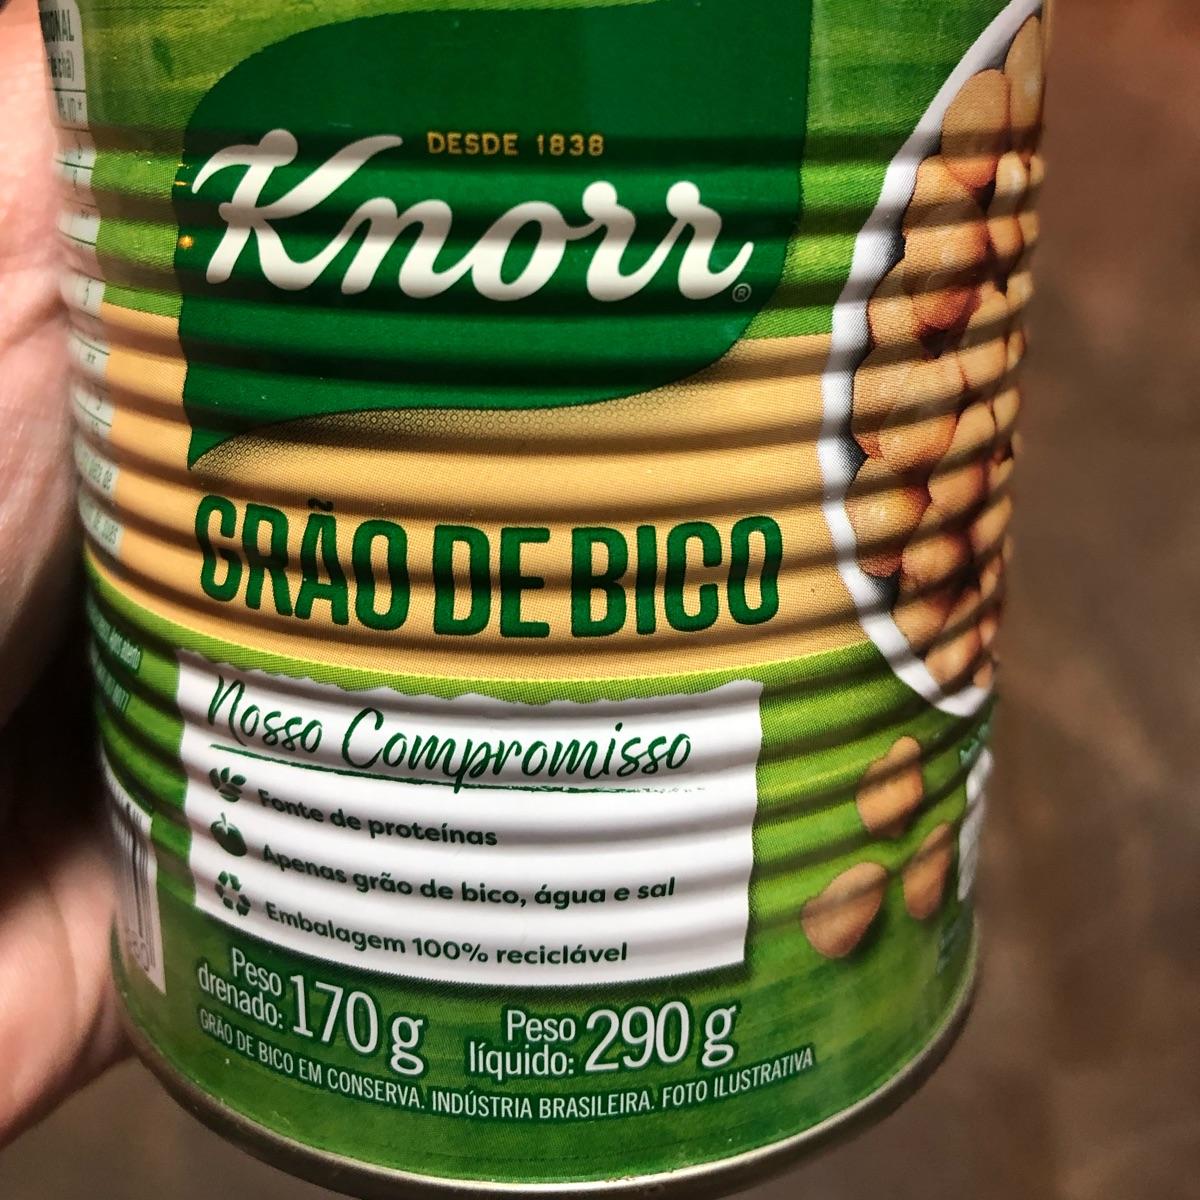 DESDE 1838
Knorr®
GRÃO DE BICO
Nosso Compromisso
Fonte de proteínas
Apenas grão de bico, água e sal
Embalagem 100% reciclável
Peso drenado: 170 g
Peso líquido: 290 g
GRÃO DE BICO EM CONSERVA. INDÚSTRIA BRASILEIRA. FOTO ILUSTRATIVA